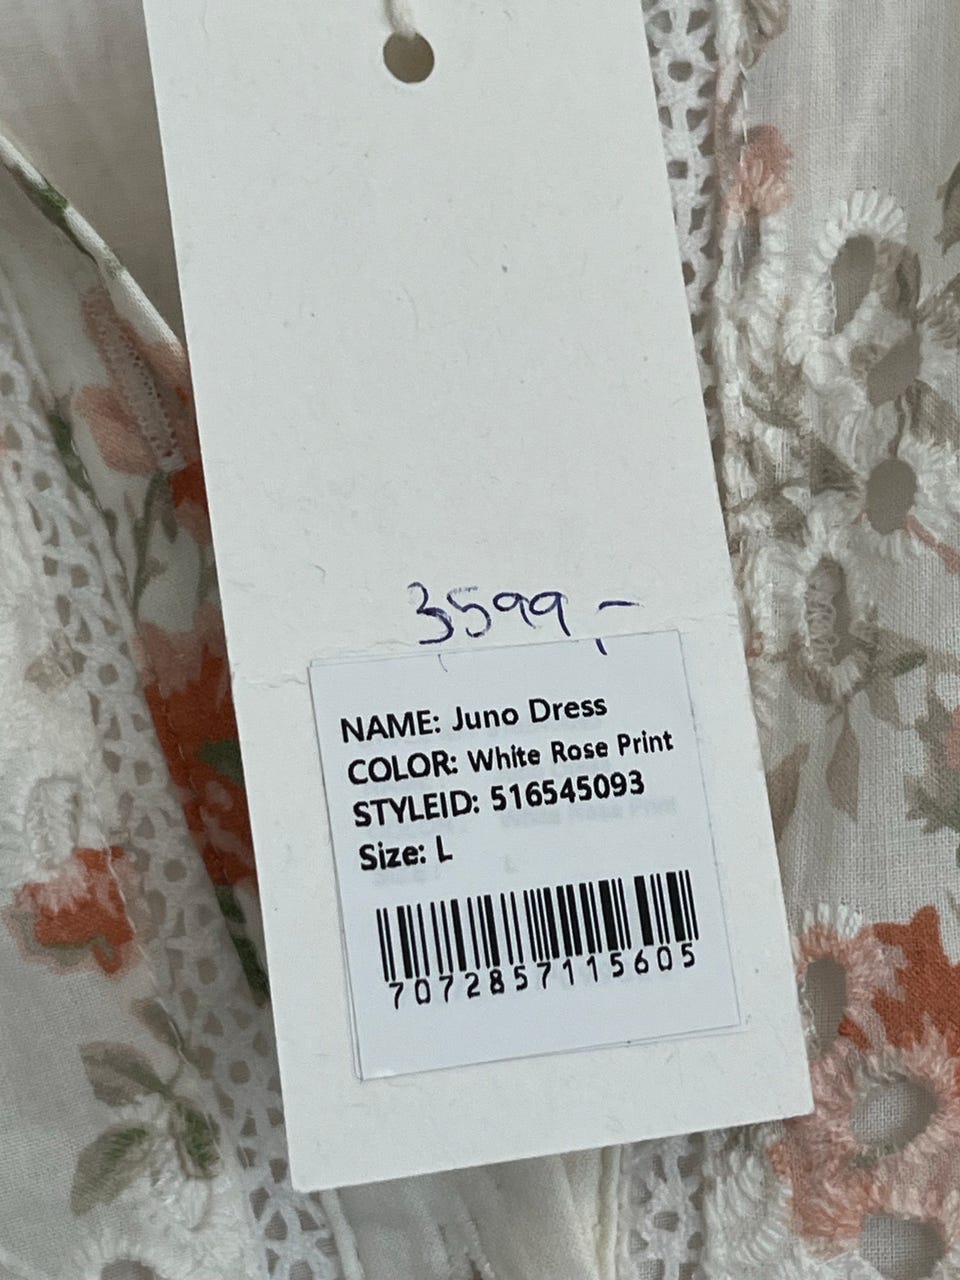 3599,-
NAME: Juno Dress
COLOR: White Rose Print
STYLEID: 516545093
Size: L
7072857115605